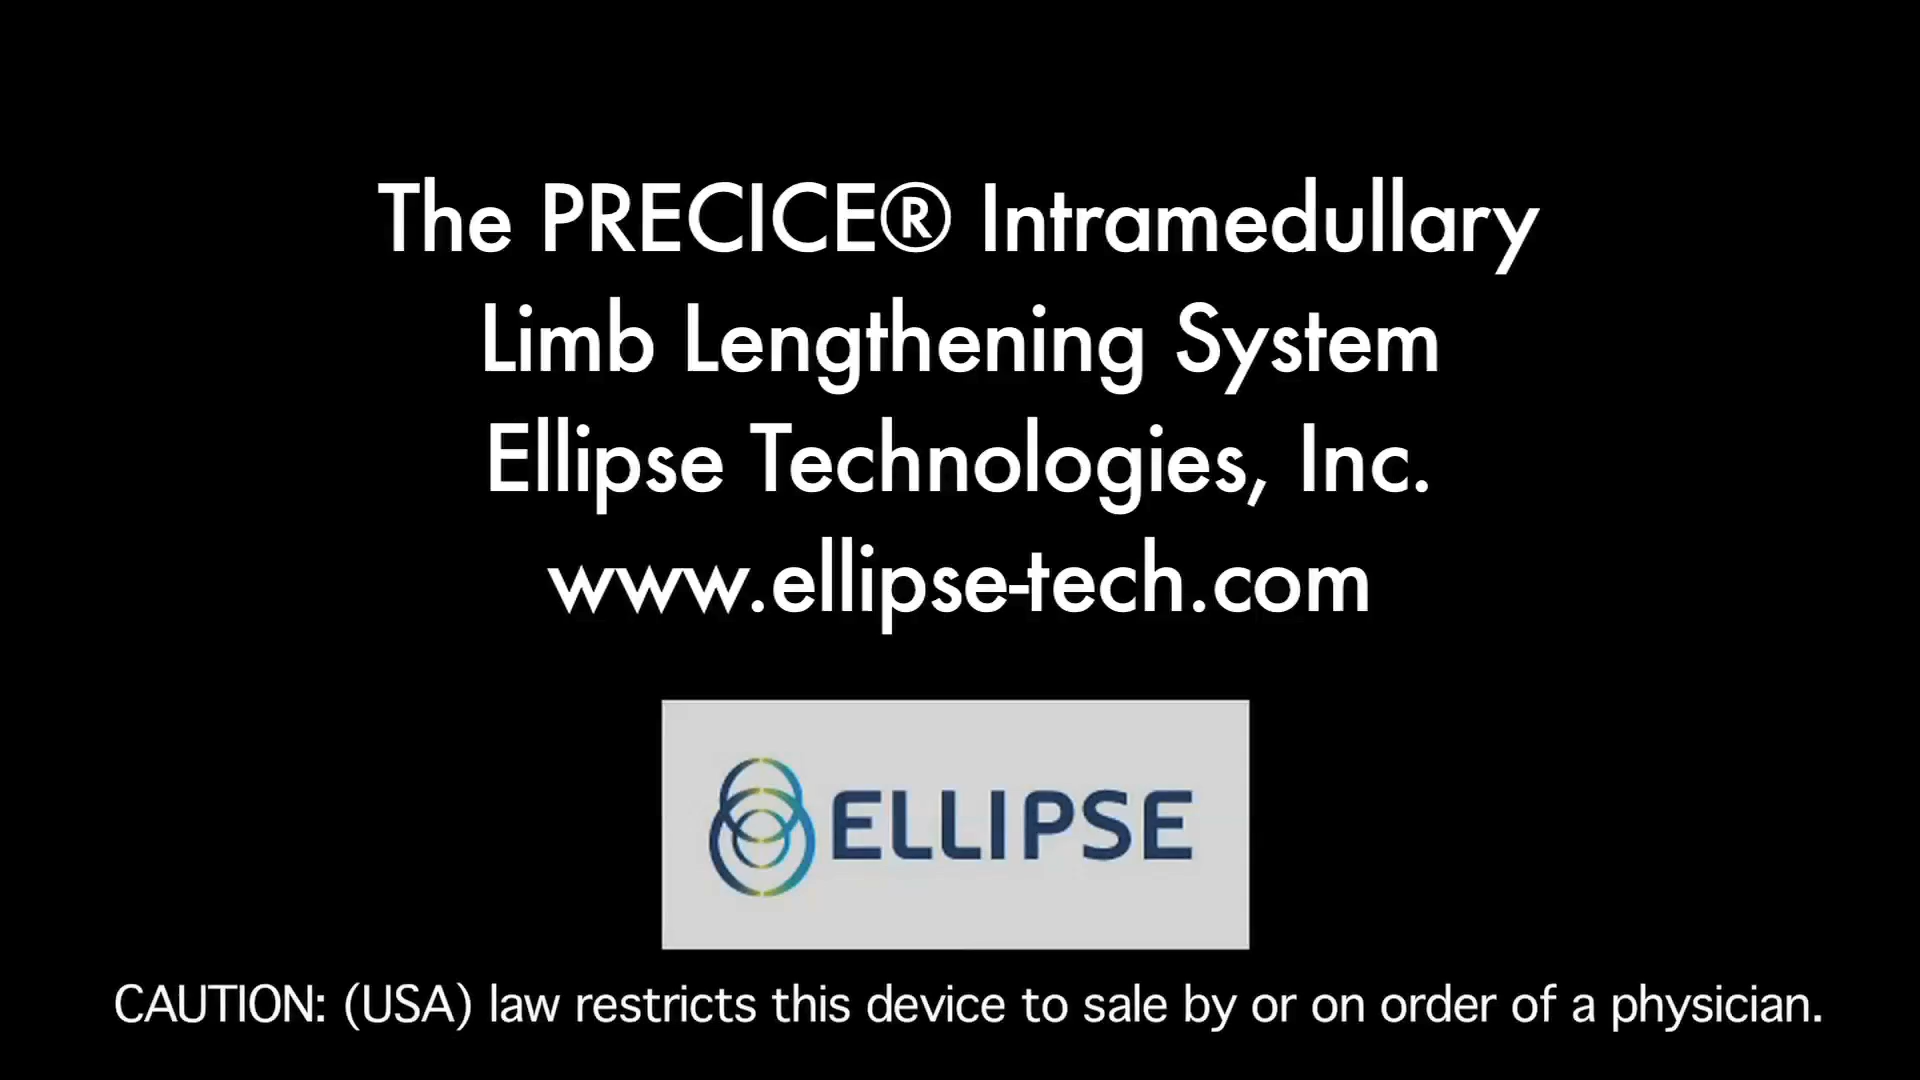 The PRECICE® Intramedullary
Limb Lengthening System
Ellipse Technologies, Inc.
www.ellipse-tech.com
ELLIPSE
CAUTION: (USA) law restricts this device to sale by or on order of a physician.